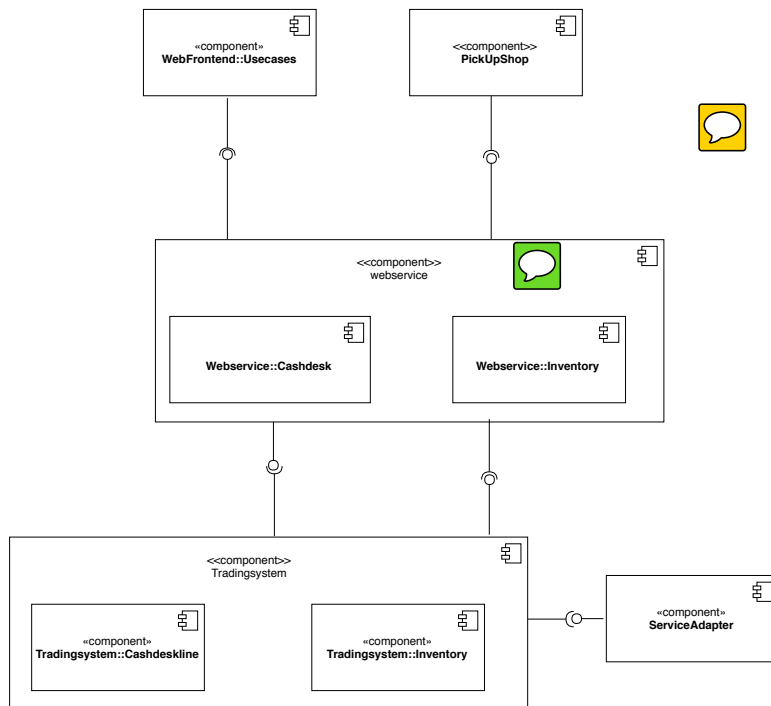 «component»
WebFrontend::Usecases
<<component>>
PickUpShop
<<component>>
webservice
Webservice::Cashdesk
Webservice::Inventory
<<component>>
Tradingsystem
«component»
Tradingsystem::Cashdeskline
«component»
Tradingsystem::Inventory
«component»
ServiceAdapter